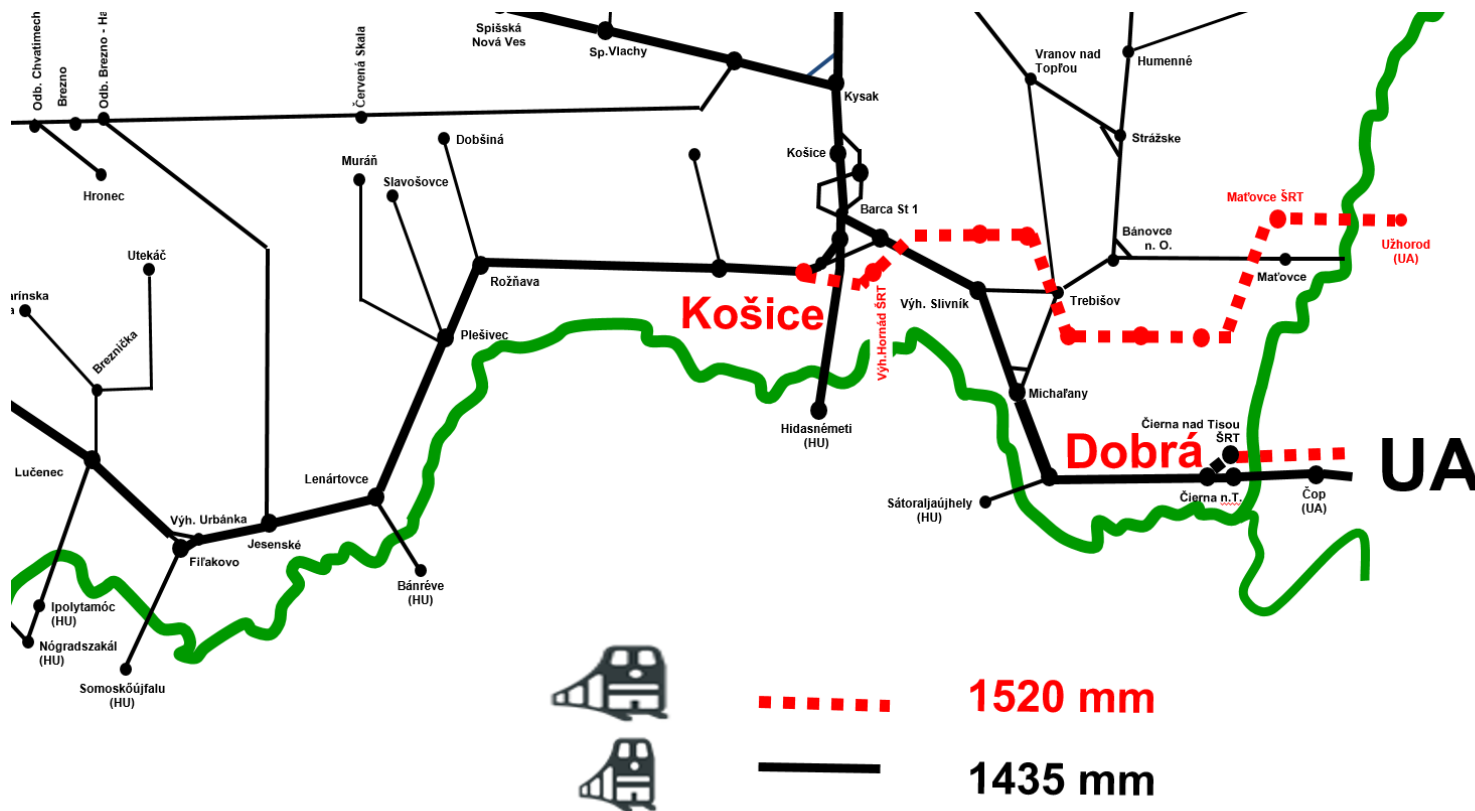 Odb. Chvatimech
Brezno
Odb. Brezno - Ha
Červená Skala
Spišská
Nová Ves
Sp.Vlachy
Kysak
Vranov nad
Topľou
Humenné
Strážske
Hronec
Muráň
Dobšiná
Slavošovce
Košice
Barca St 1
Maťovce ŠRT
Užhorod
(UA)
Bánovce
n. O.
Maťovce
Utekáč
arínska
a
Breznička
Rožňava
Košice
Výh.Hornád ŠRT
Výh. Slivník
Trebišov
Plešivec
Michaľany
Hidasnémeti
(HU)
Čierna nad Tisou
ŠRT
Dobrá
UA
Lučenec
Lenártovce
Sátoraljaújhely
(HU)
Čierna n.T.
Čop
(UA)
Výh. Urbánka
Jesenské
Fiľakovo
Bánréve
(HU)
Ipolytamóc
(HU)
Nógradszakál
(HU)
Somoskőújfalu
(HU)
1520 mm
1435 mm